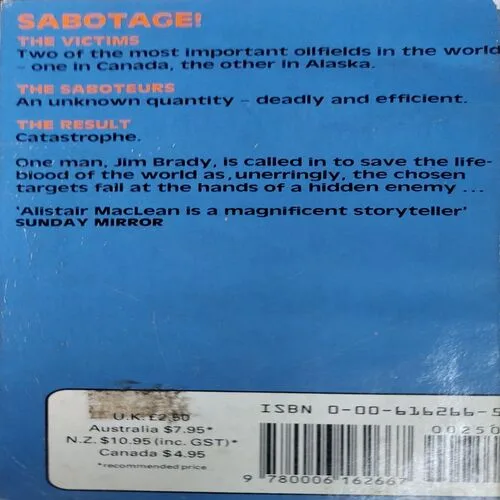 SABOTAGE!
THE VICTIMS
Two of the most important oilfields in the world
– one in Canada, the other in Alaska.
THE SABOTEURS
An unknown quantity – deadly and efficient.
THE RESULT
Catastrophe.
One man, Jim Brady, is called in to save the life-
blood of the world as, unerringly, the chosen
targets fall at the hands of a hidden enemy ...
'Alistair MacLean is a magnificent storyteller'
SUNDAY MIRROR
U.K. £2.50
Australia $7.95*
N.Z. $10.95 (inc. GST)*
Canada $4.95
*recommended price
ISBN 0-00-616266-5
00250
9 780006 162667